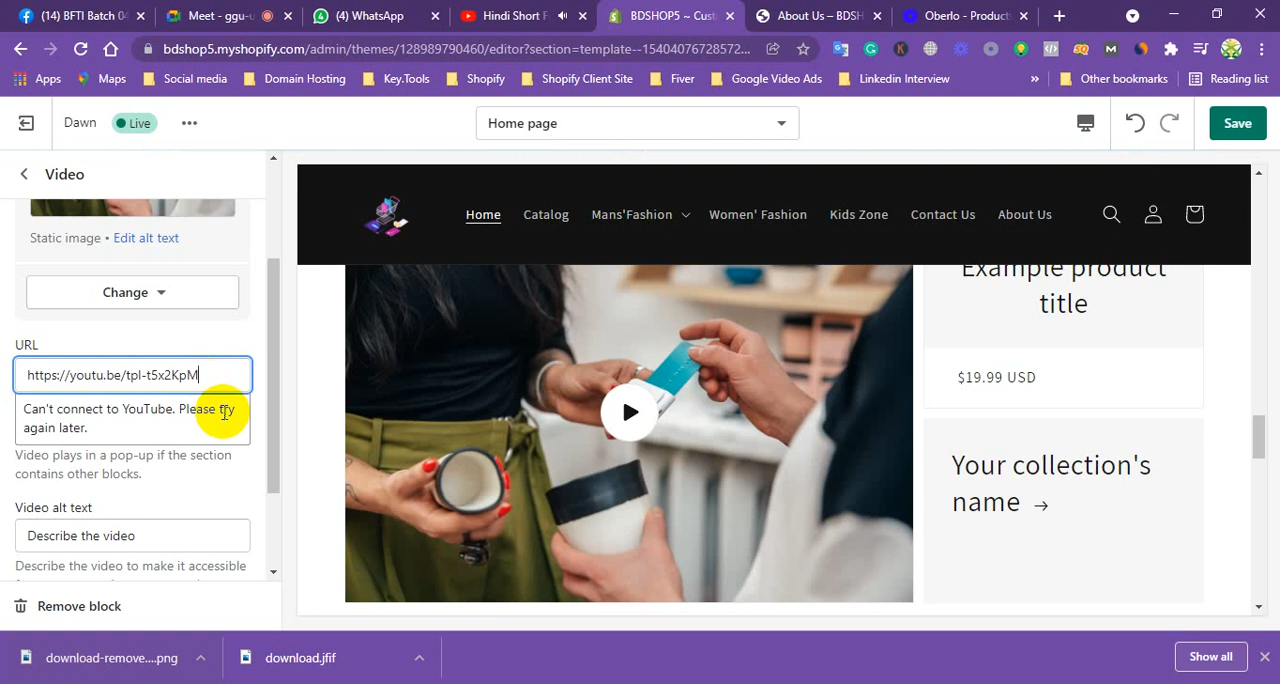 (14) BFTI Batch 04
Meet - ggu-u
(4) WhatsApp
Hindi Short F
BDSHOP5 ~ Cust
About Us – BDSH
Oberlo - Product
bdshop5.myshopify.com/admin/themes/128989790460/editor?section=template--15404076728572...
Apps
Maps
Social media
Domain Hosting
Key.Tools
Shopify
Shopify Client Site
Fiver
Google Video Ads
Linkedin Interview
»
Other bookmarks
Reading list
Dawn
Live
Home page
Save
Video
Static image • Edit alt text
Change
URL
https://youtu.be/tpl-t5x2KpM
Can't connect to YouTube. Please try
again later.
Video plays in a pop-up if the section
contains other blocks.
Video alt text
Describe the video
Describe the video to make it accessible
Remove block
Home
Catalog
Mans'Fashion
Women' Fashion
Kids Zone
Contact Us
About Us
Example product
title
$19.99 USD
Your collection's
name →
download-remove....png
download.jfif
Show all